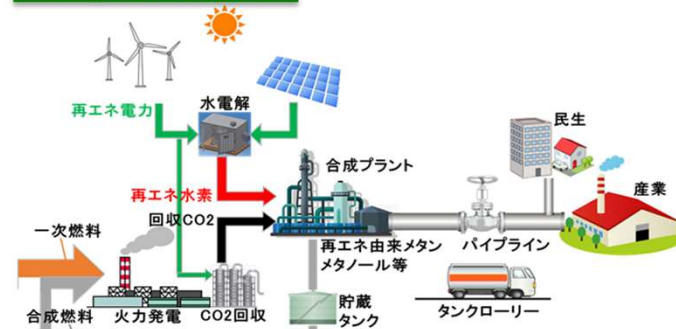 再エネ電力
水電解
民生
合成プラント
産業
再エネ水素
回収CO2
一次燃料
再エネ由来メタン
メタノール等
パイプライン
合成燃料
火力発電
CO2回収
貯蔵
タンク
タンクローリー